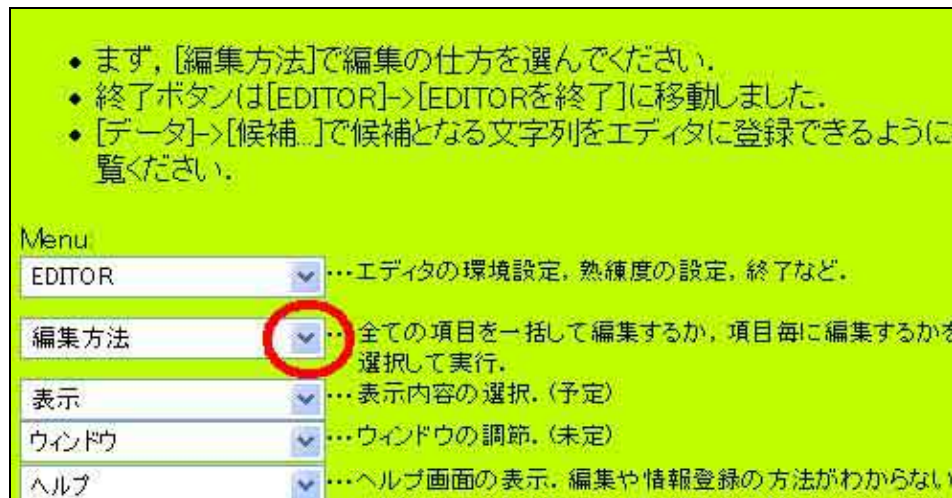 • まず，[編集方法]で編集の仕方を選んでください．
• 終了ボタンは[EDITOR]->[EDITORを終了]に移動しました．
• [データ]->[候補...]で候補となる文字列をエディタに登録できるように
覧ください．
Menu:
EDITOR …エディタの環境設定，熟練度の設定，終了など．
編集方法 … 全ての項目を一括して編集するか，項目毎に編集するかを
選択して実行．
表示 …表示内容の選択．（予定）
ウィンドウ …ウィンドウの調節．（未定）
ヘルプ …ヘルプ画面の表示．編集や情報登録の方法がわからない